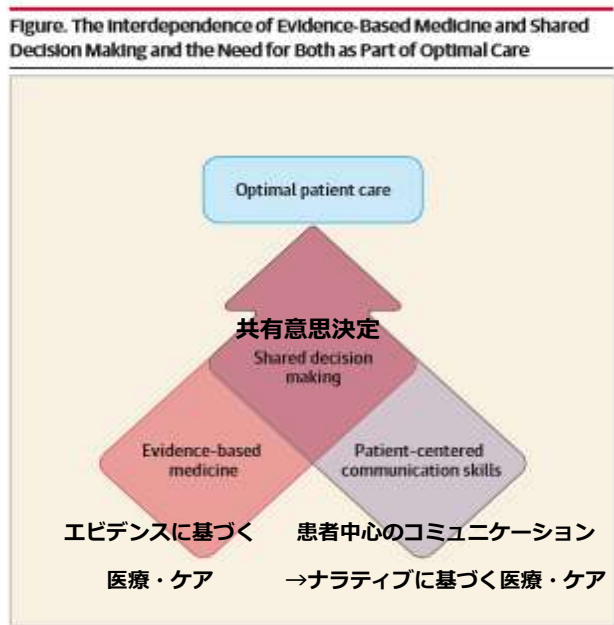 Figure. The Interdependence of Evidence-Based Medicine and Shared
Decision Making and the Need for Both as Part of Optimal Care
Optimal patient care
共有意思決定
Shared decision
making
Evidence-based
medicine
Patient-centered
communication skills
エビデンスに基づく
医療・ケア
患者中心のコミュニケーション
→ナラティブに基づく医療・ケア